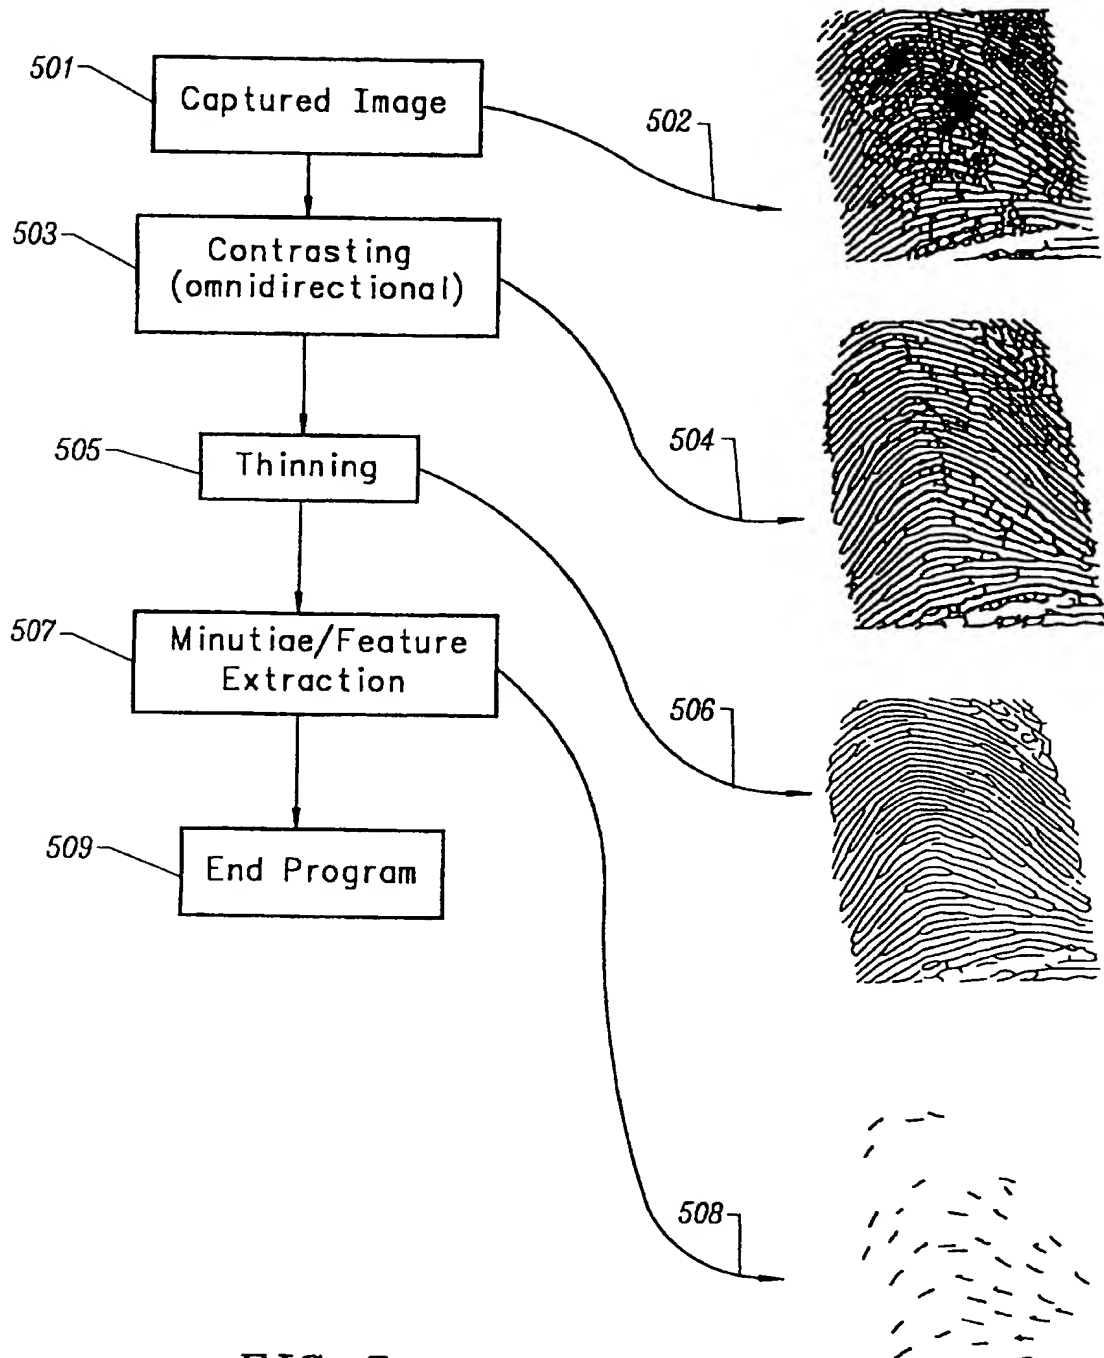 501
Captured Image
502
503
Contrasting
(omnidirectional)
504
505
Thinning
506
507
Minutiae/Feature
Extraction
508
509
End Program